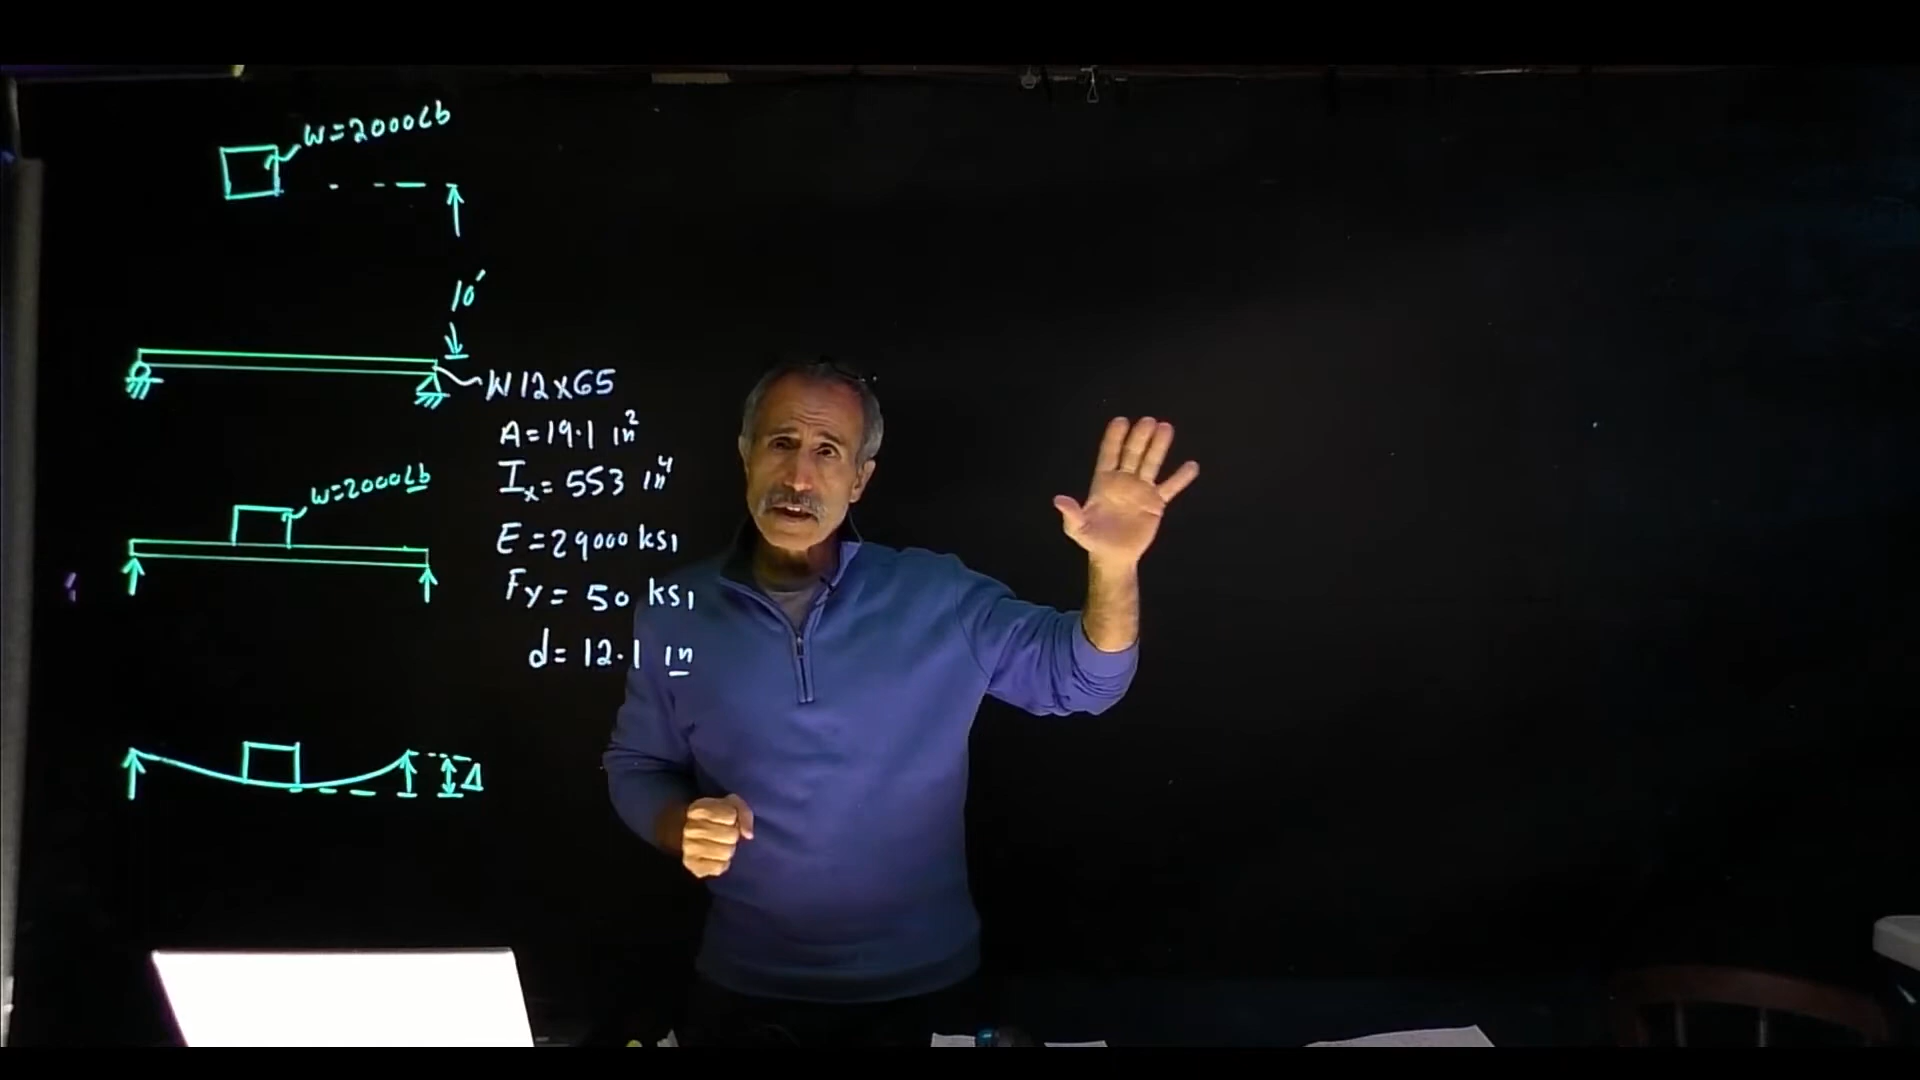 W=2000Lb
10'
W12x65
A=19.1 in²
Ix=553 in⁴
W=2000Lb
E=29000 ksi
Fy=50 ksi
d=12.1 in
Δ